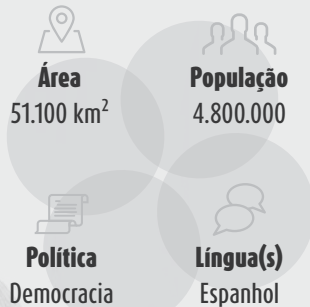 Área
51.100 km²
População
4.800.000
Política
Democracia
Língua(s)
Espanhol